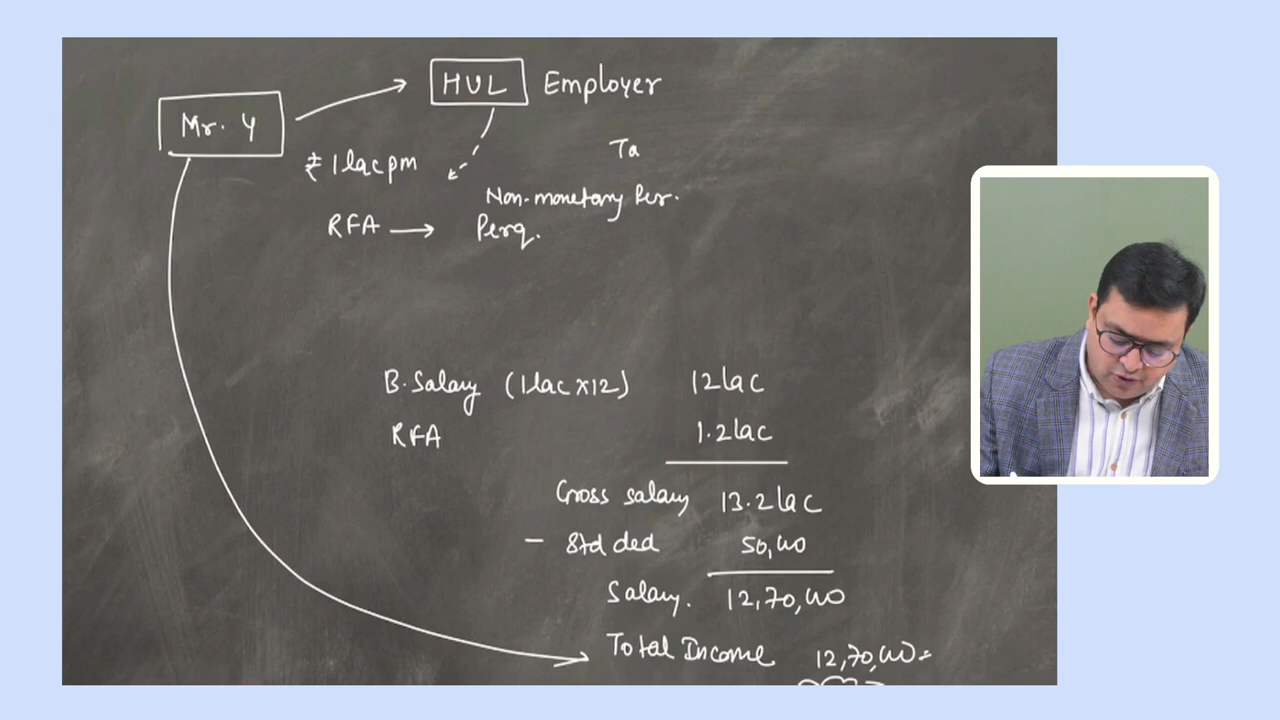 HUL Employer
Mr. Y
₹ 1 lac pm
Ta
Non-monetary Per.
RFA → Perq.
B. Salary (1 lac x 12) 12 lac
RFA 1.2 lac
Gross salary 13.2 lac
- Std ded 50,000
Salary. 12,70,000
Total Income 12,70,000=